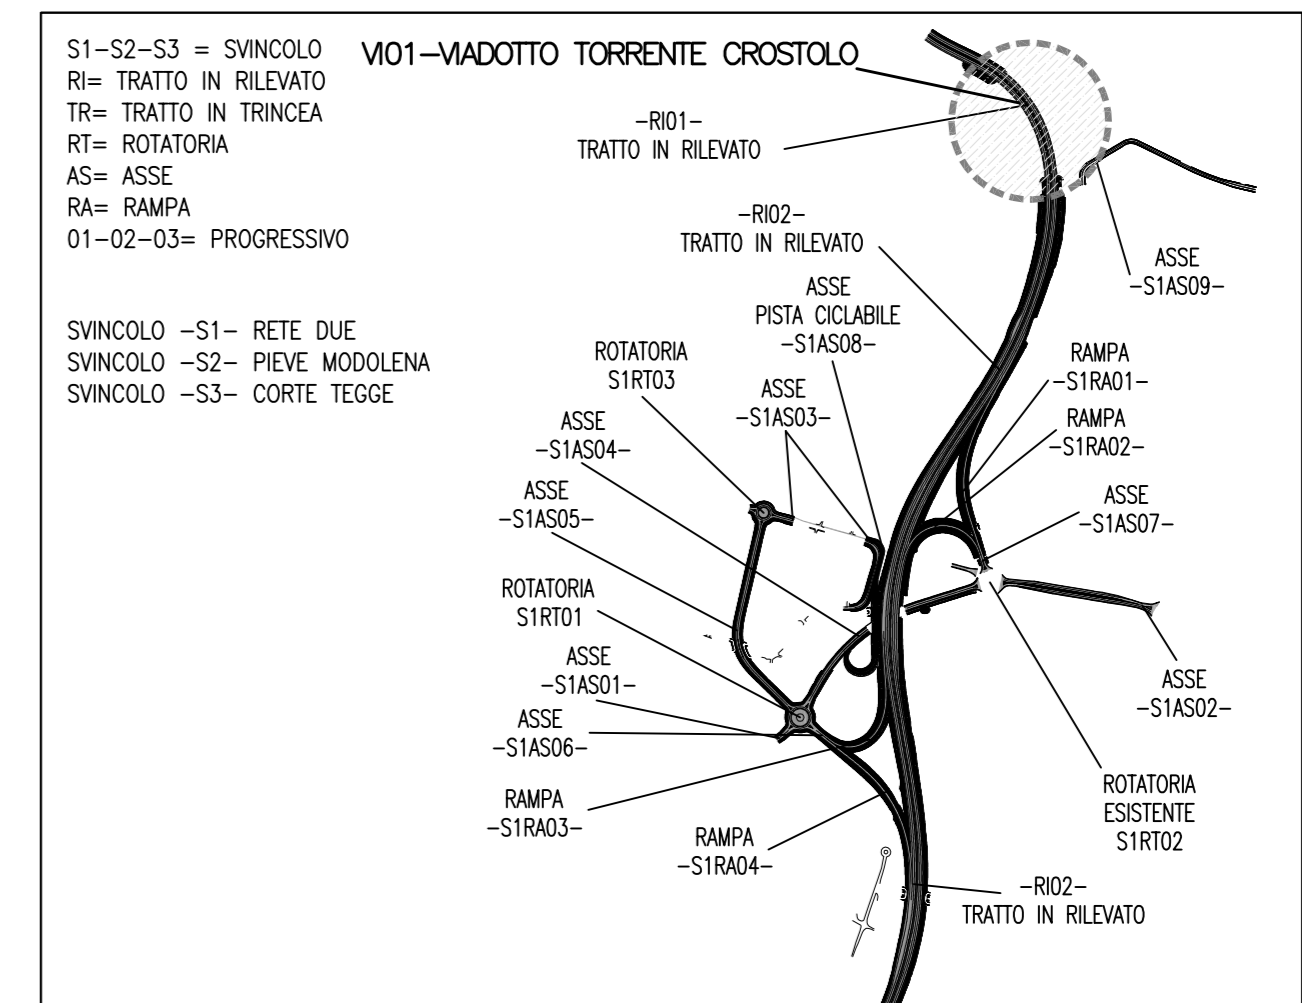 S1-S2-S3 = SVINCOLO
RI= TRATTO IN RILEVATO
TR= TRATTO IN TRINCEA
RT= ROTATORIA
AS= ASSE
RA= RAMPA
01-02-03= PROGRESSIVO
SVINCOLO -S1- RETE DUE
SVINCOLO -S2- PIEVE MODOLENA
SVINCOLO -S3- CORTE TEGGE
VI01-VIADOTTO TORRENTE CROSTOLO
-RI01-
TRATTO IN RILEVATO
-RI02-
TRATTO IN RILEVATO
ASSE
-S1AS09-
ASSE
PISTA CICLABILE
-S1AS08-
ROTATORIA
S1RT03
RAMPA
-S1RA01-
ASSE
-S1AS03-
ASSE
-S1AS04-
RAMPA
-S1RA02-
ASSE
-S1AS05-
ASSE
-S1AS07-
ROTATORIA
S1RT01
ASSE
-S1AS01-
ASSE
-S1AS02-
ASSE
-S1AS06-
RAMPA
-S1RA03-
ROTATORIA
ESISTENTE
S1RT02
RAMPA
-S1RA04-
-RI02-
TRATTO IN RILEVATO